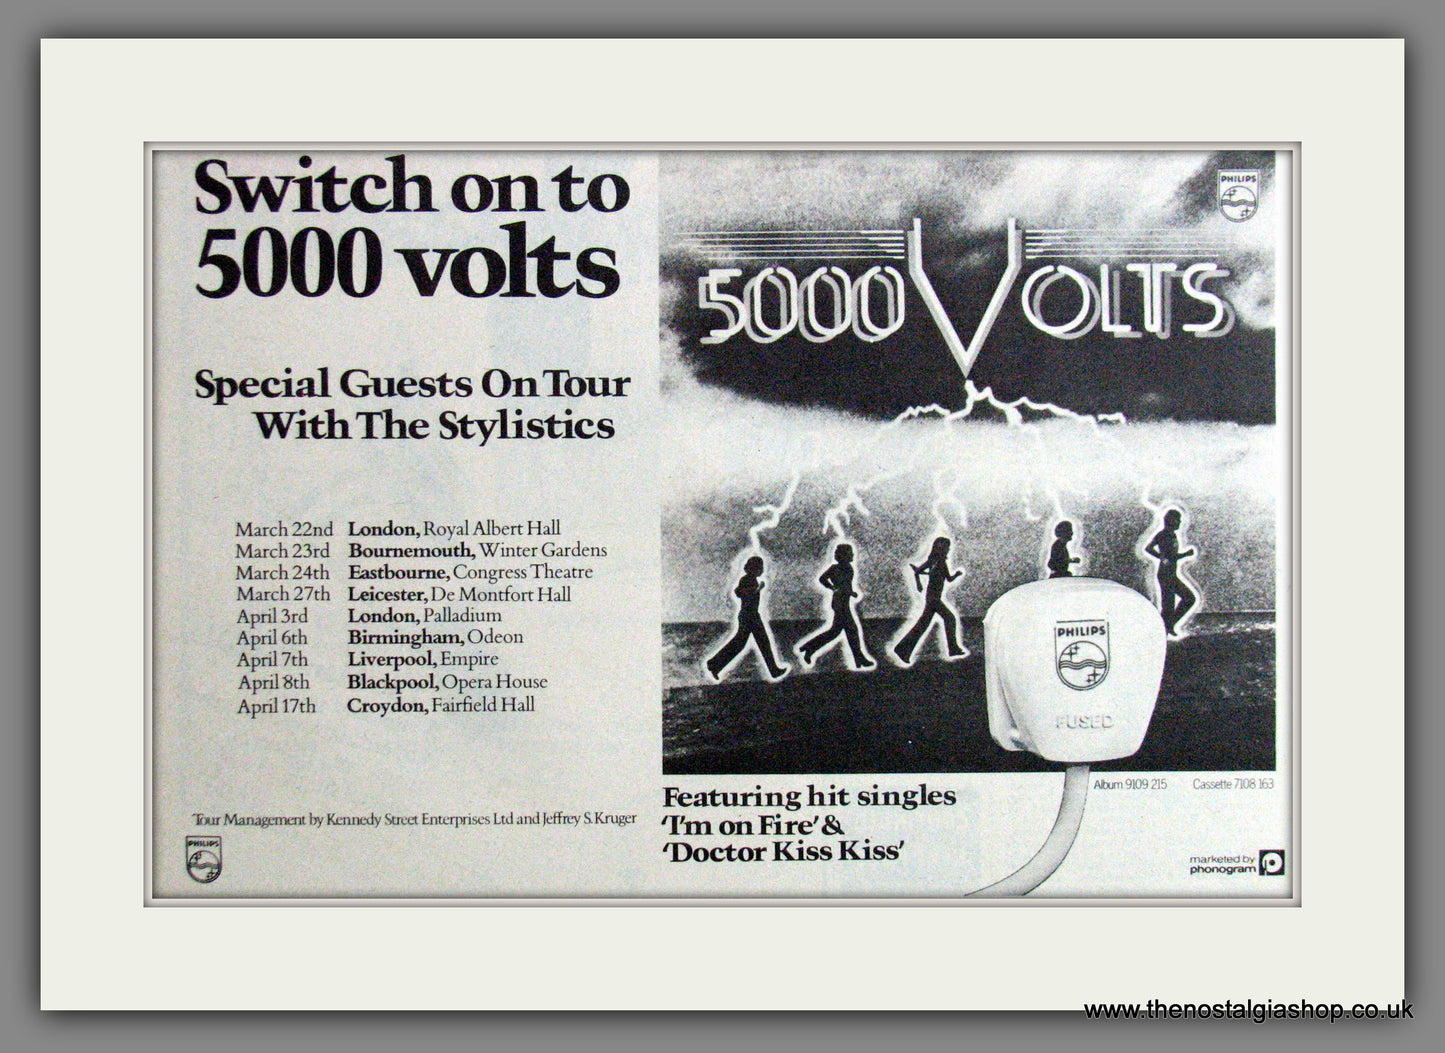 Switch on to
5000 volts
Special Guests On Tour
With The Stylistics
March 22nd London, Royal Albert Hall
March 23rd Bournemouth, Winter Gardens
March 24th Eastbourne, Congress Theatre
March 27th Leicester, De Montfort Hall
April 3rd London, Palladium
April 6th Birmingham, Odeon
April 7th Liverpool, Empire
April 8th Blackpool, Opera House
April 17th Croydon, Fairfield Hall
Tour Management by Kennedy Street Enterprises Ltd and Jeffrey S. Kruger
PHILIPS
PHILIPS
5000 VOLTS
PHILIPS
FUSED
Album 9109 215 Cassette 7108 163
Featuring hit singles
'I'm on Fire' &
'Doctor Kiss Kiss'
marketed by
phonogram
www.thenostalgiashop.co.uk